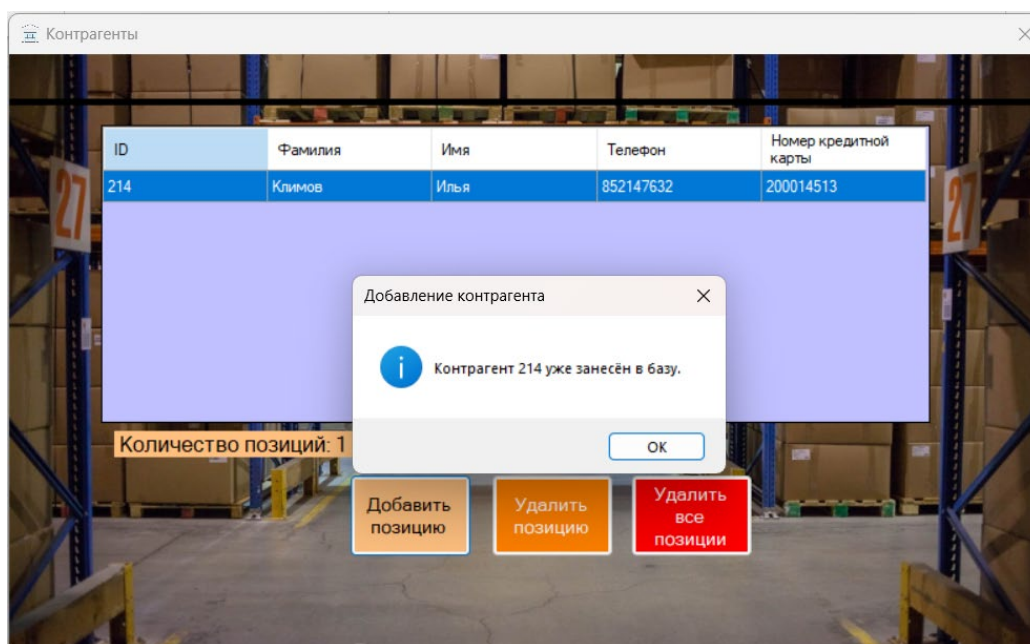 Контрагенты
ID Фамилия Имя Телефон Номер кредитной
карты
214 Климов Илья 852147632 200014513
27 27
Добавление контрагента
Контрагент 214 уже занесён в базу.
OK
Количество позиций: 1
Добавить
позицию
Удалить
позицию
Удалить
все
позиции